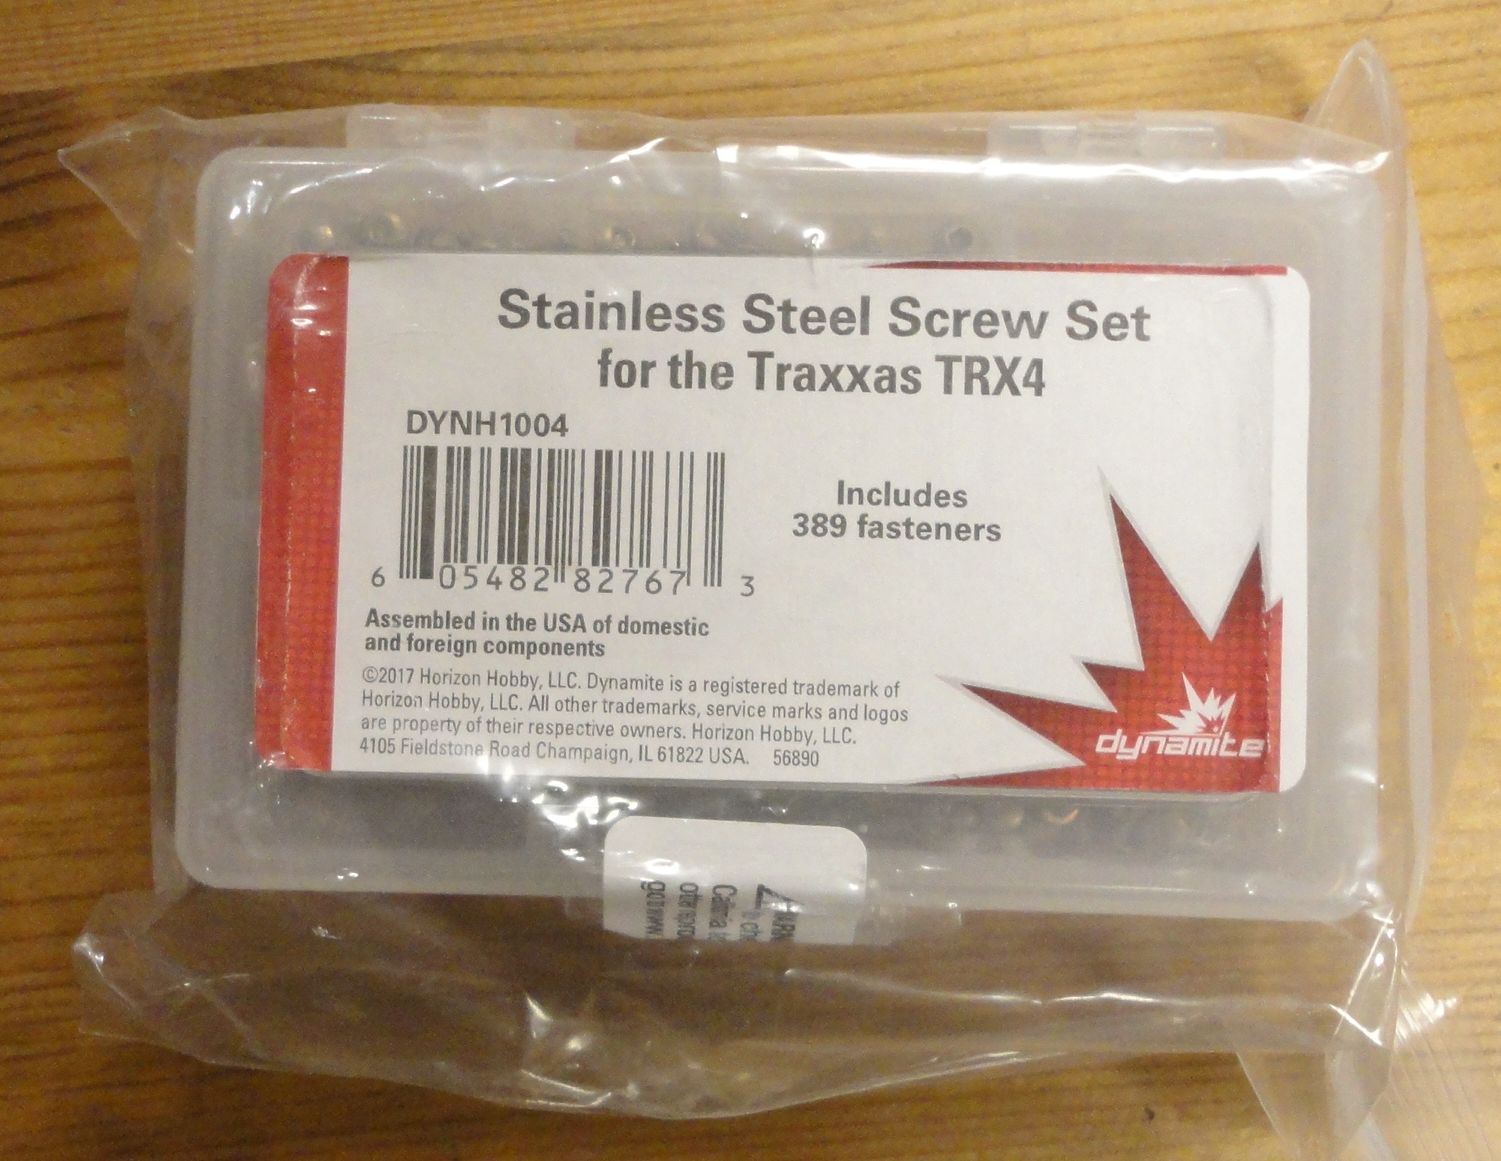 Stainless Steel Screw Set
for the Traxxas TRX4
DYNH1004
6 05482 82767 3
Includes
389 fasteners
Assembled in the USA of domestic
and foreign components
©2017 Horizon Hobby, LLC. Dynamite is a registered trademark of
Horizon Hobby, LLC. All other trademarks, service marks and logos
are property of their respective owners. Horizon Hobby, LLC.
4105 Fieldstone Road Champaign, IL 61822 USA. 56890
dynamite